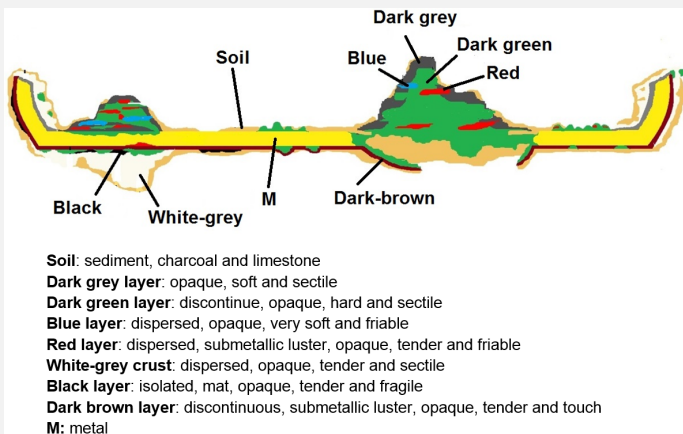 Dark grey
Dark green
Soil
Blue
Red
Black
White-grey
M
Dark-brown
Soil: sediment, charcoal and limestone
Dark grey layer: opaque, soft and sectile
Dark green layer: discontinue, opaque, hard and sectile
Blue layer: dispersed, opaque, very soft and friable
Red layer: dispersed, submetallic luster, opaque, tender and friable
White-grey crust: dispersed, opaque, tender and sectile
Black layer: isolated, mat, opaque, tender and fragile
Dark brown layer: discontinuous, submetallic luster, opaque, tender and touch
M: metal